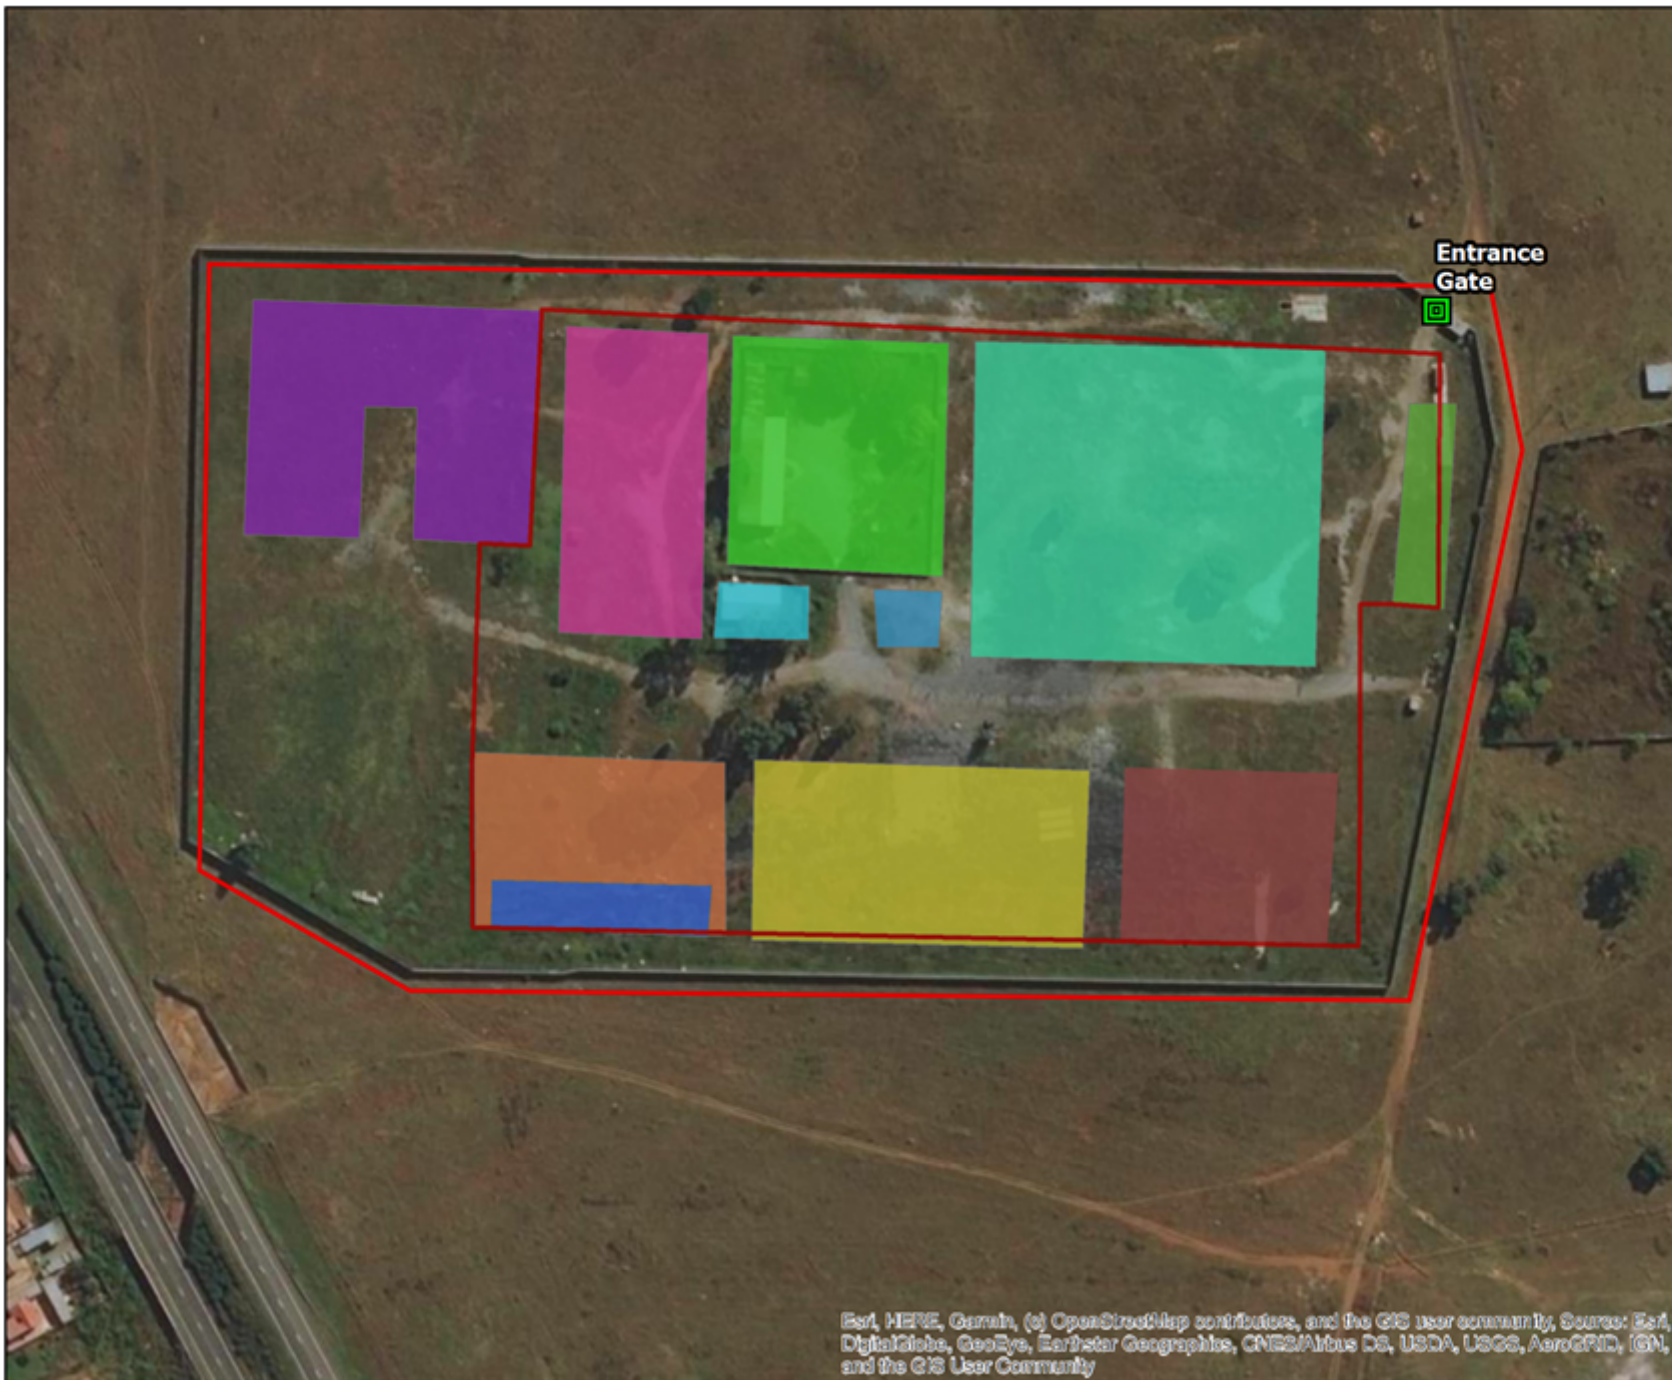 Entrance
Gate
Esri, HERE, Garmin, (c) OpenStreetMap contributors, and the GIS user community, Source: Esri,
DigitalGlobe, GeoEye, Earthstar Geographics, CNES/Airbus DS, USDA, USGS, AeroGRID, IGN,
and the GIS User Community